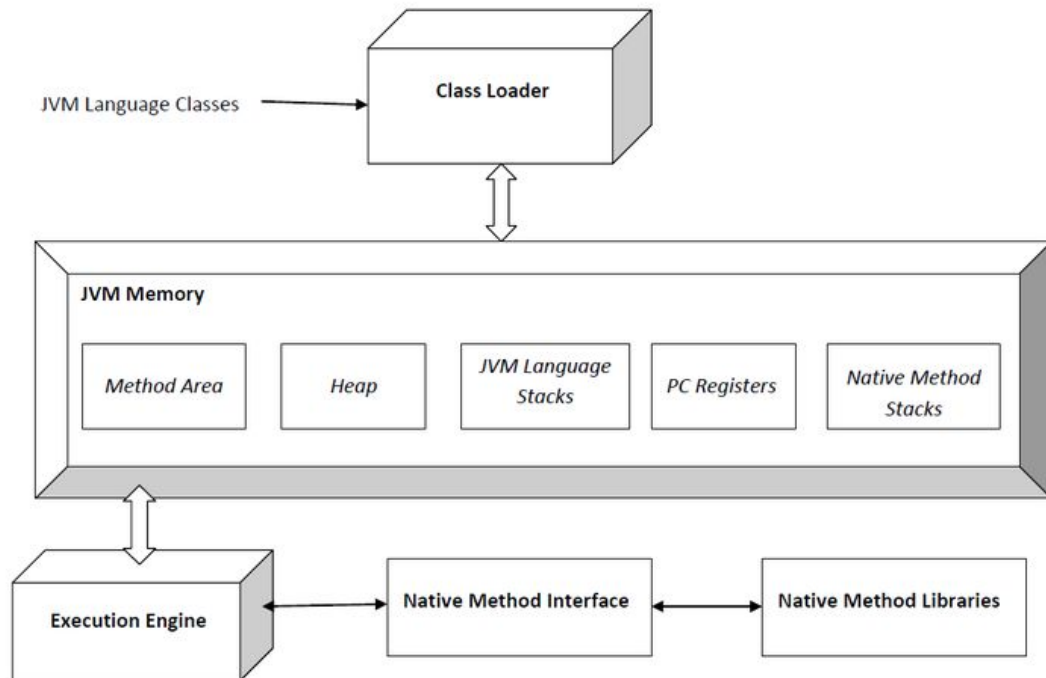 Class Loader
JVM Language Classes
JVM Memory
Method Area
Heap
JVM Language
Stacks
PC Registers
Native Method
Stacks
Execution Engine
Native Method Interface
Native Method Libraries